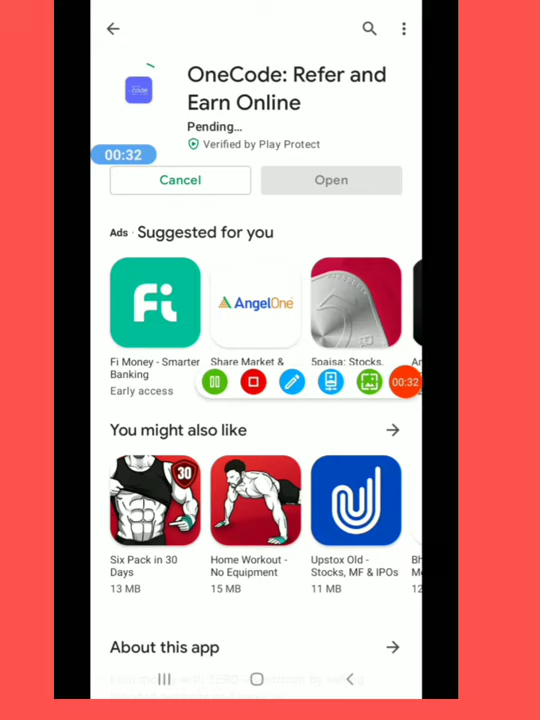 OneCode: Refer and
Earn Online
Pending...
Verified by Play Protect
00:32
Cancel
Open
Ads · Suggested for you
Fi
AngelOne
Fi Money - Smarter
Banking
Early access
Share Market &
5paisa: Stocks,
00:32
You might also like
30
Six Pack in 30
Days
13 MB
Home Workout -
No Equipment
15 MB
Upstox Old -
Stocks, MF & IPOs
11 MB
About this app